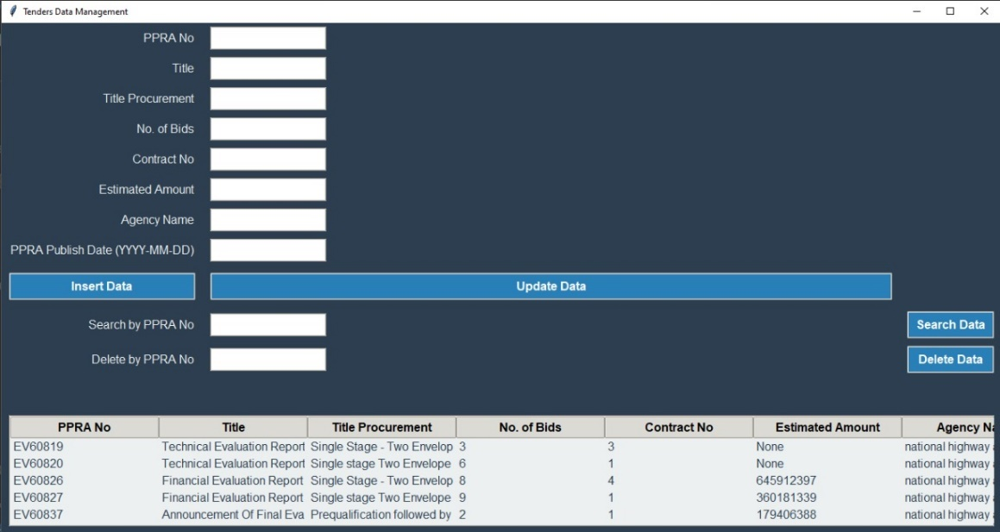 Tenders Data Management
PPRA No
Title
Title Procurement
No. of Bids
Contract No
Estimated Amount
Agency Name
PPRA Publish Date (YYYY-MM-DD)
Insert Data Update Data
Search by PPRA No Search Data
Delete by PPRA No Delete Data
PPRA No Title Title Procurement No. of Bids Contract No Estimated Amount Agency Na
EV60819 Technical Evaluation Report Single Stage - Two Envelop 3 3 None national highway a
EV60820 Technical Evaluation Report Single stage Two Envelope 6 1 None national highway a
EV60826 Financial Evaluation Report Single Stage - Two Envelop 8 4 645912397 national highway a
EV60827 Financial Evaluation Report Single stage Two Envelope 9 1 360181339 national highway a
EV60837 Announcement Of Final Eva Prequalification followed by 2 1 179406388 national highway a